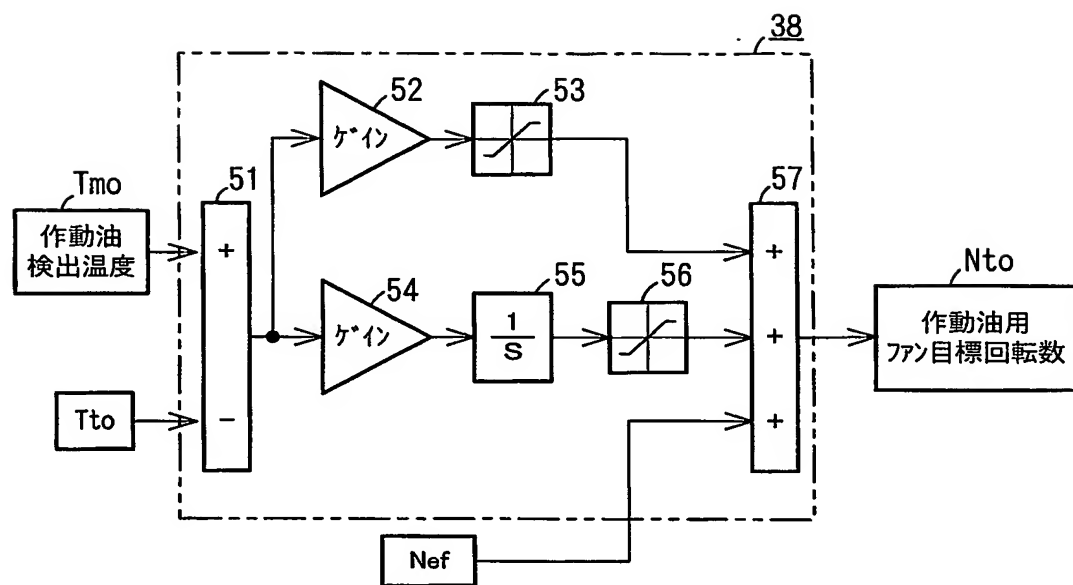 38
52
ゲイン
53
51
57
Tmo
作動油
検出温度
+
+
Nto
54
55
56
ゲイン
1
S
+
作動油用
ファン目標回転数
Tto
-
+
Nef